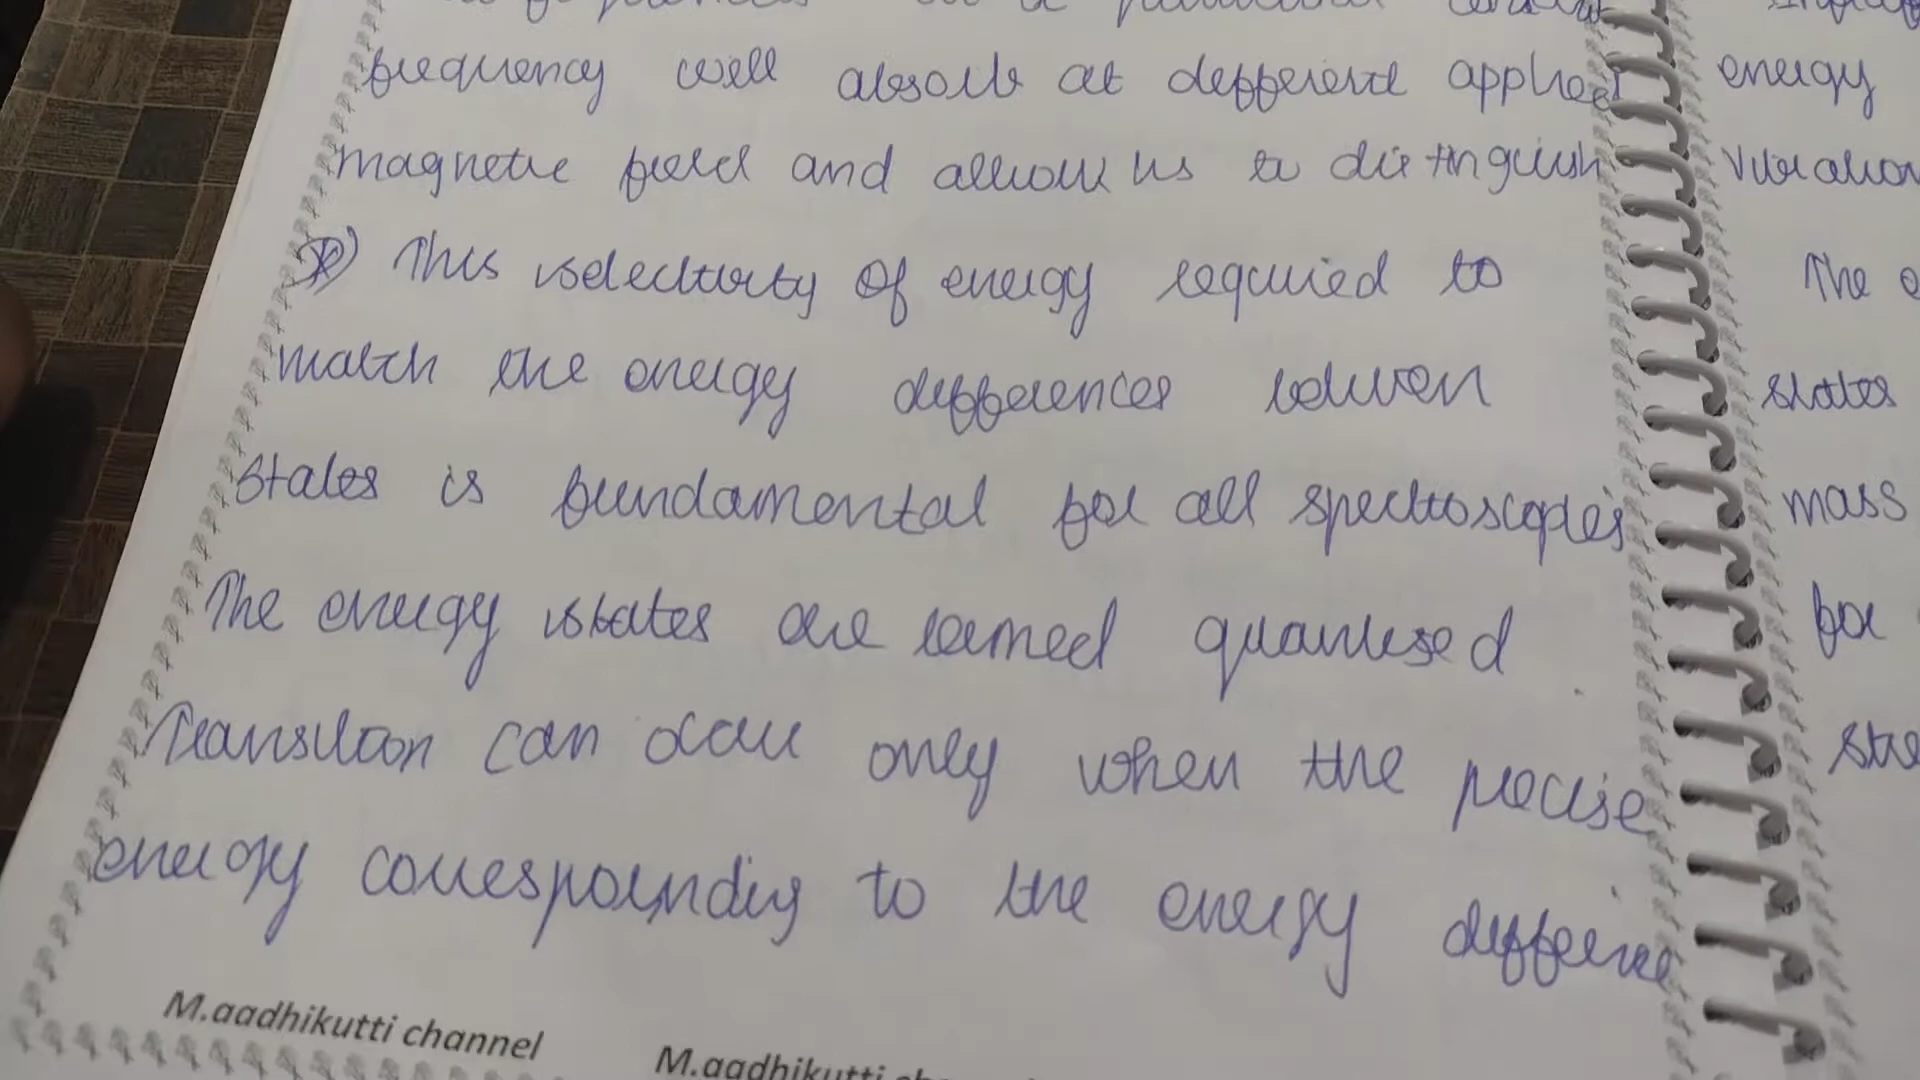 frequency will absorb at different applied
magnetic field and allow us to distinguish
This selectivity of energy required to
match the energy differences between
states is fundamental for all spectroscopies
The energy states are termed quantised
Transition can occur only when the precise
energy corresponding to the energy difference
M.aadhikutti channel
M.aadhikutti
energy
The
states
mass
for